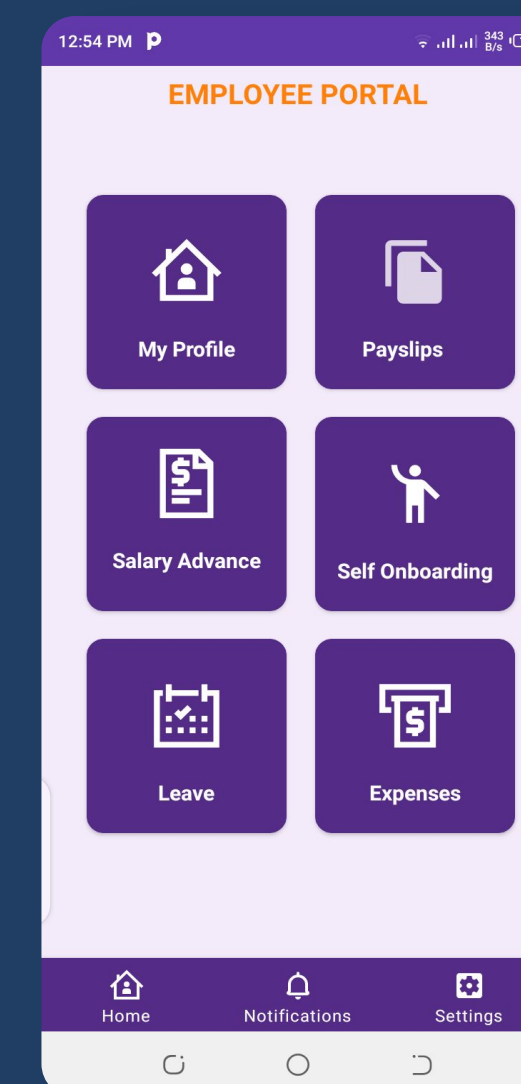 12:54 PM
343
B/s
EMPLOYEE PORTAL
My Profile
Payslips
Salary Advance
Self Onboarding
Leave
Expenses
Home
Notifications
Settings